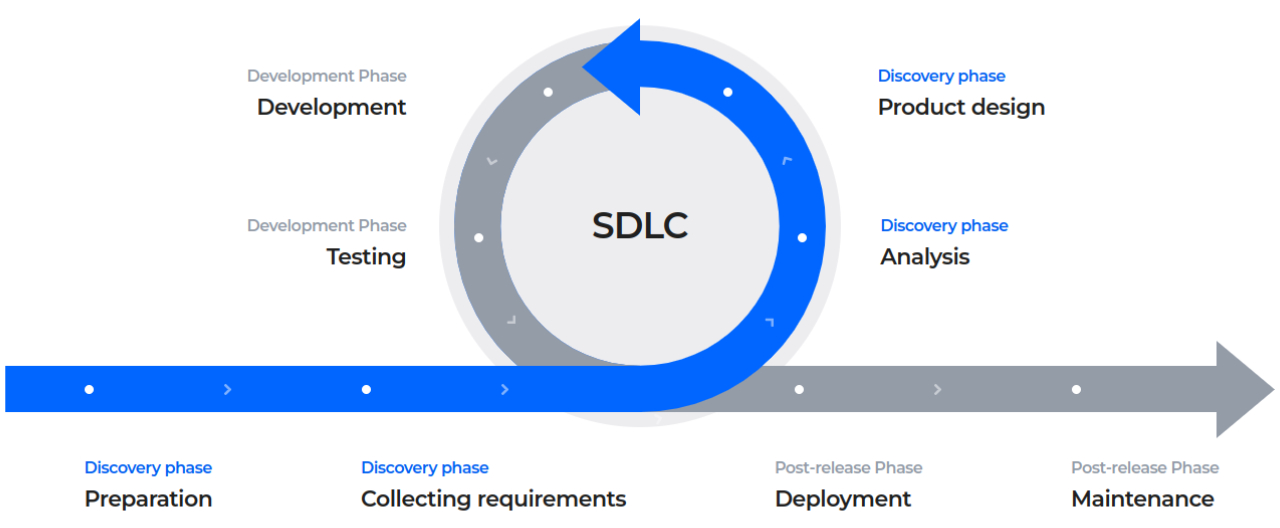 Development Phase
Development
Discovery phase
Product design
Development Phase
Testing
SDLC
Discovery phase
Analysis
Discovery phase
Preparation
Discovery phase
Collecting requirements
Post-release Phase
Deployment
Post-release Phase
Maintenance